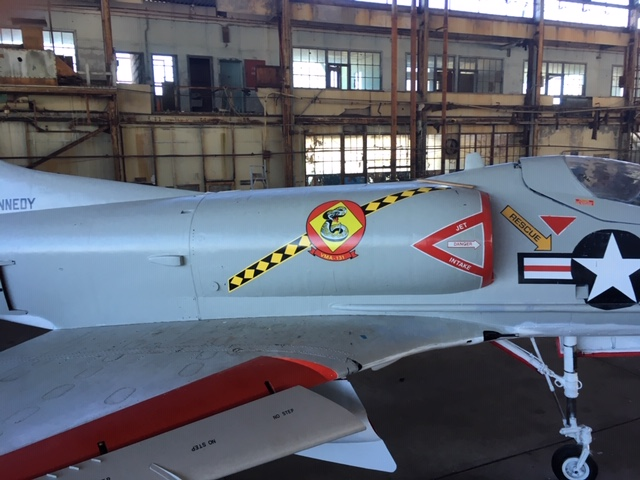 NNEDY
VMA-131
JET
DANGER
INTAKE
RESCUE
NO STEP
NO STEP